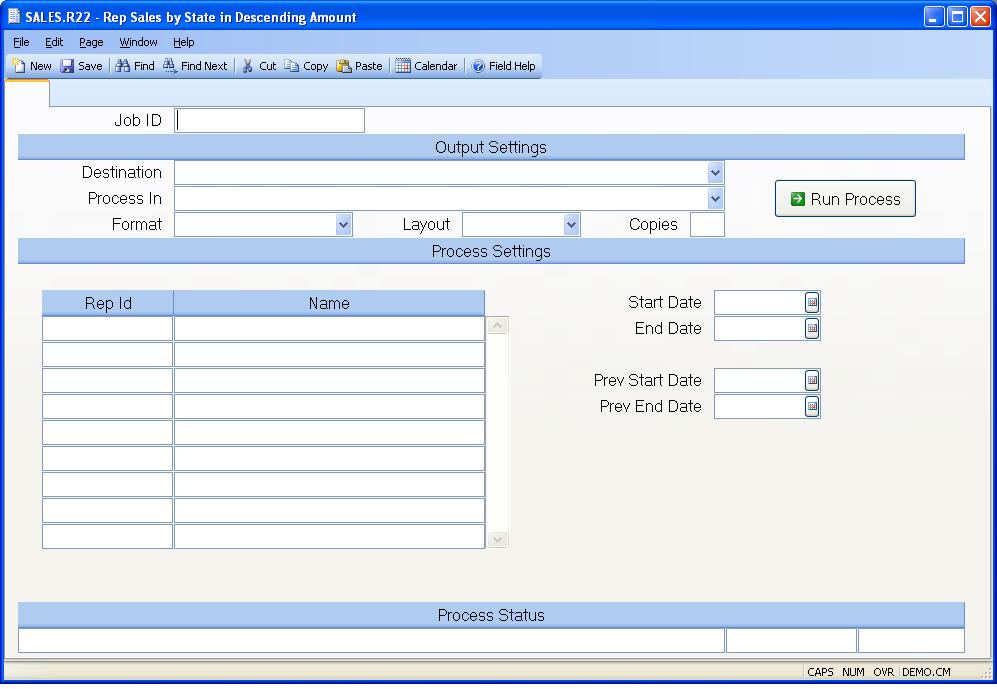 SALES.R22 - Rep Sales by State in Descending Amount
File Edit Page Window Help
New Save Find Find Next Cut Copy Paste Calendar Field Help
Job ID
Output Settings
Destination
Process In
Run Process
Format Layout Copies
Process Settings
Rep Id Name
Start Date
End Date
Prev Start Date
Prev End Date
Process Status
CAPS NUM OVR DEMO.CM